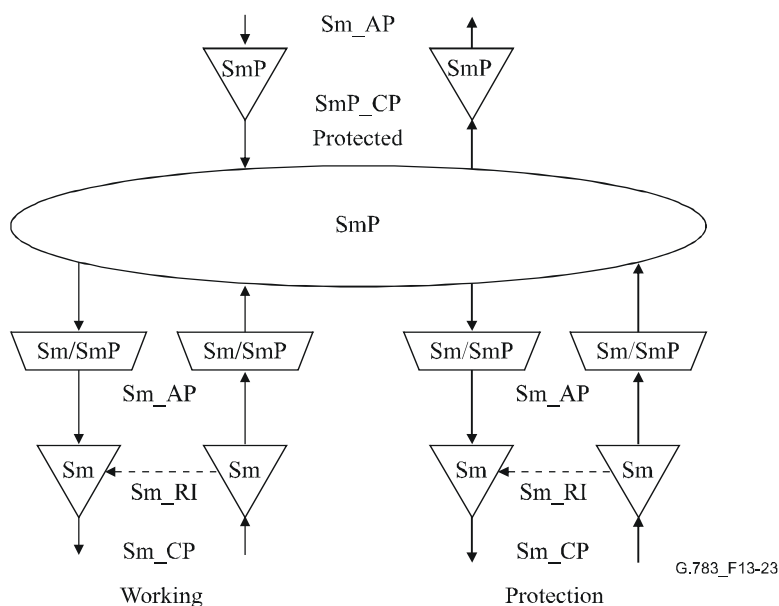 Sm_AP
SmP SmP
SmP_CP
Protected
SmP
Sm/SmP Sm/SmP Sm/SmP Sm/SmP
Sm_AP Sm_AP
Sm Sm Sm Sm
Sm_RI Sm_RI
Sm_CP Sm_CP
G.783_F13-23
Working Protection